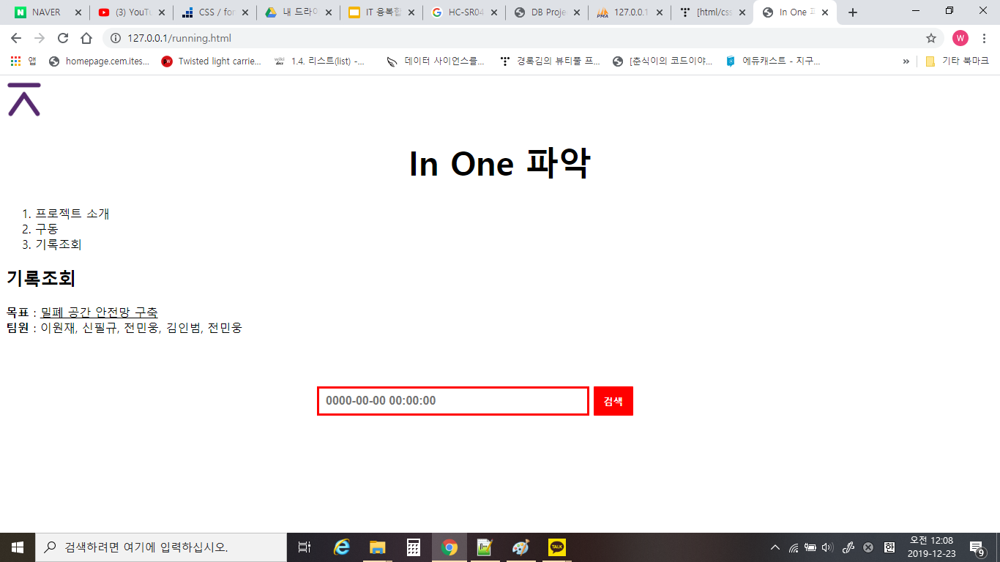 NAVER
(3) YouTu
CSS / for
내 드라이
IT 융복합
HC-SR04
DB Proje
127.0.0.1
[html/css
In One 파
127.0.0.1/running.html
W
앱
homepage.cem.ites...
Twisted light carrie...
1.4. 리스트(list) -...
데이터 사이언스를...
경록김의 뷰티풀 프...
[춘식이의 코드이야...
에듀캐스트 - 지구...
»
기타 북마크
In One 파악
1. 프로젝트 소개
2. 구동
3. 기록조회
기록조회
목표 : 밀폐 공간 안전망 구축
팀원 : 이원재, 신필규, 전민웅, 김인범, 전민웅
0000-00-00 00:00:00
검색
검색하려면 여기에 입력하십시오.
TALK
한
오전 12:08
2019-12-23
9